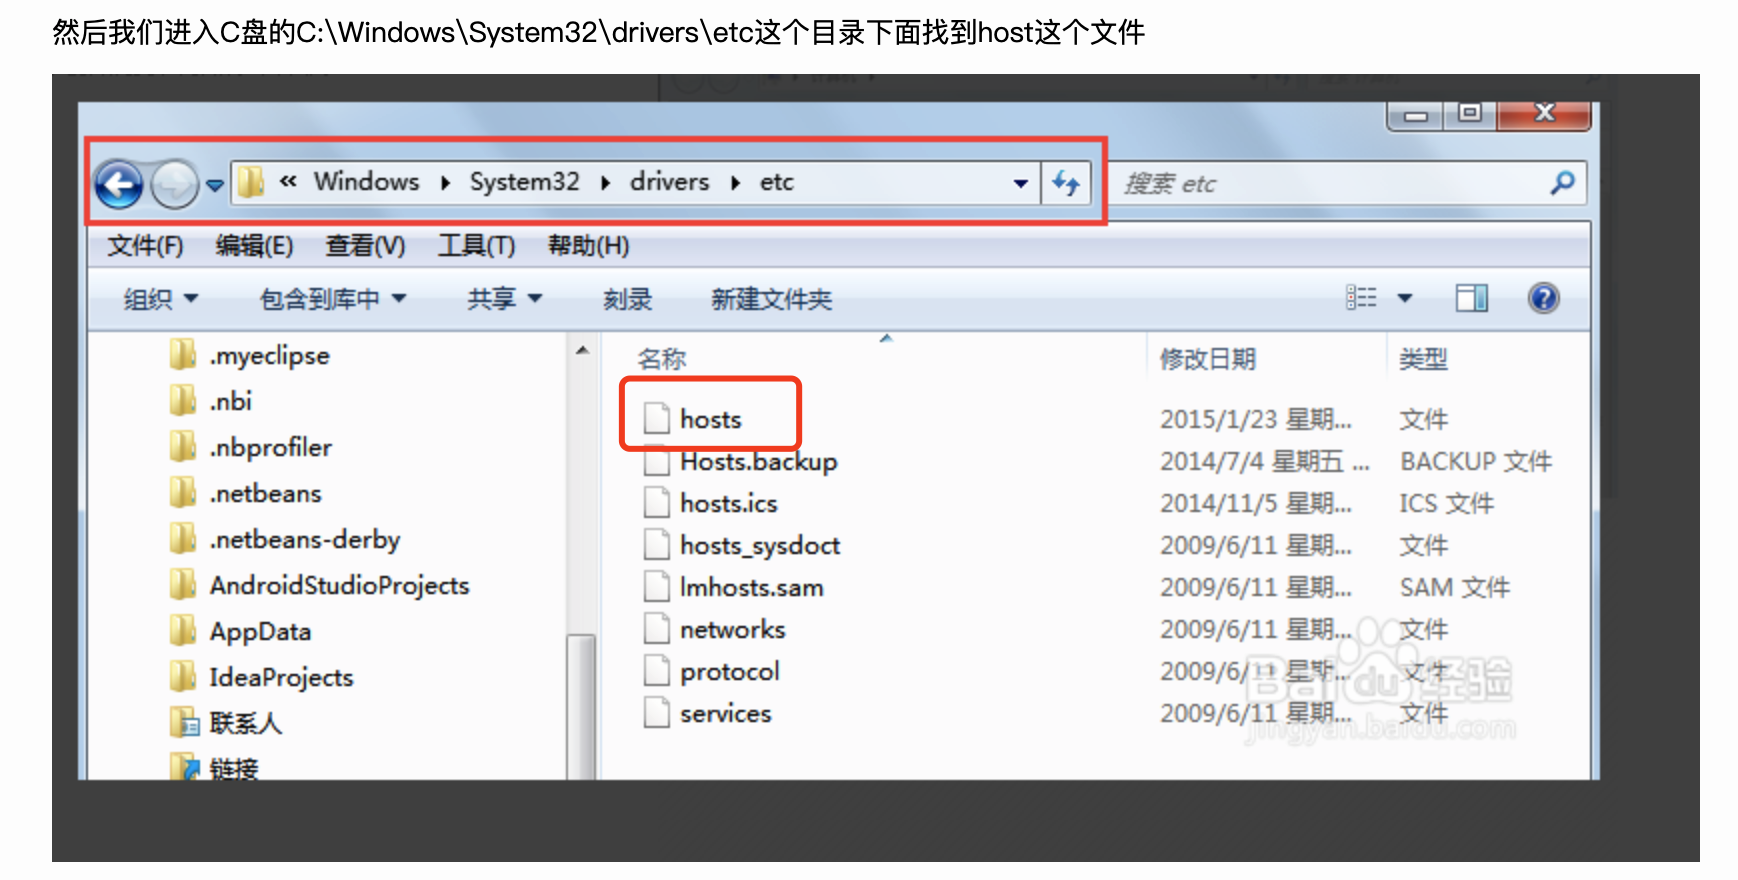 然后我们进入C盘的C:\Windows\System32\drivers\etc这个目录下面找到host这个文件
« Windows System32 drivers etc
搜索 etc
文件(F) 编辑(E) 查看(V) 工具(T) 帮助(H)
组织 包含到库中 共享 刻录 新建文件夹
.myeclipse
.nbi
.nbprofiler
.netbeans
.netbeans-derby
AndroidStudioProjects
AppData
IdeaProjects
联系人
链接
名称 修改日期 类型
hosts 2015/1/23 星期... 文件
Hosts.backup 2014/7/4 星期五 ... BACKUP 文件
hosts.ics 2014/11/5 星期... ICS 文件
hosts_sysdoct 2009/6/11 星期... 文件
lmhosts.sam 2009/6/11 星期... SAM 文件
networks 2009/6/11 星期... 文件
protocol 2009/6/11 星期... 文件
services 2009/6/11 星期... 文件
Baidu 经验
jingyan.baidu.com